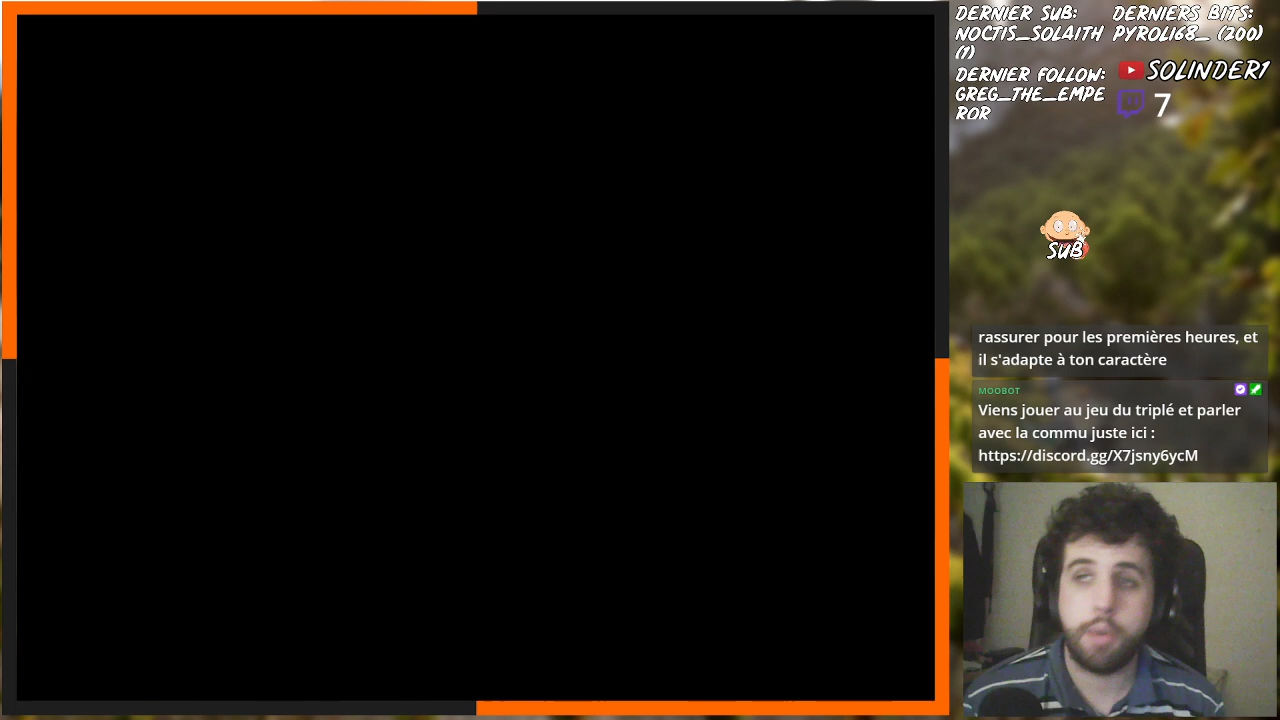 DERNIER SUB:
NOCTIS_SOLAITH
(1)
DERNIER FOLLOW:
GREG_THE_EMPE
ROR
DERNIERS BITS:
PYROLI68_ (200)
SOLINDER1
7
SUB
rassurer pour les premières heures, et
il s'adapte à ton caractère
MOOBOT
Viens jouer au jeu du triplé et parler
avec la commu juste ici :
https://discord.gg/X7jsny6ycM